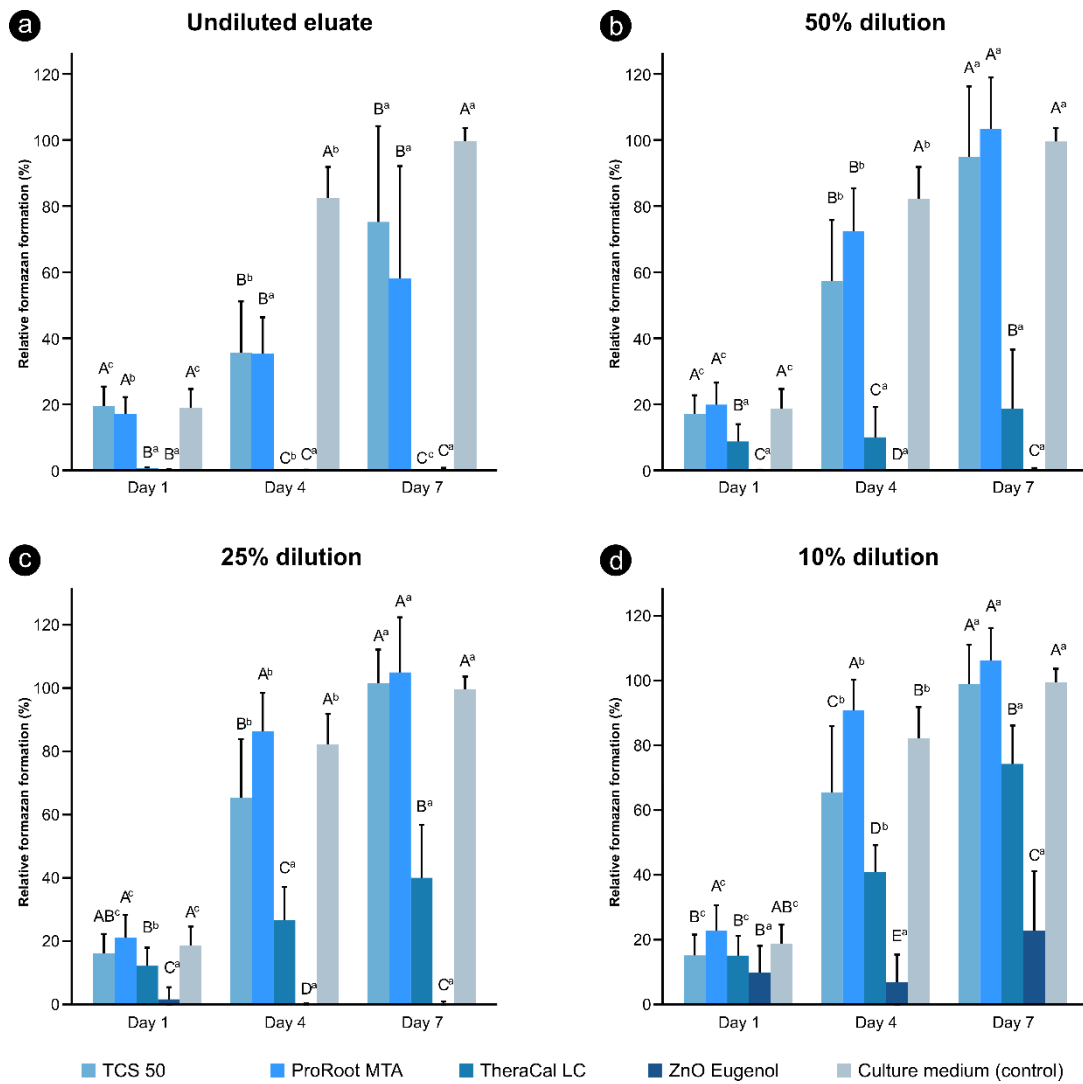 a Undiluted eluate
Relative formazan formation (%)
120
100
80
60
40
20
0
Aᶜ Aᵇ Bᵃ Bᵃ Aᶜ
Bᵇ Bᵃ Cᵇ Cᵃ Aᵇ
Bᵃ Bᵃ Cᶜ Cᵃ Aᵃ
Day 1 Day 4 Day 7
b 50% dilution
Relative formazan formation (%)
120
100
80
60
40
20
0
Aᶜ Aᶜ Bᵃ Cᵃ Aᶜ
Bᵇ Bᵇ Cᵃ Dᵃ Aᵇ
Aᵃ Aᵃ Bᵃ Cᵃ Aᵃ
Day 1 Day 4 Day 7
c 25% dilution
Relative formazan formation (%)
120
100
80
60
40
20
0
ABᶜ Aᶜ Bᵇ Cᵃ Aᶜ
Bᵇ Aᵇ Cᵃ Dᵃ Aᵇ
Aᵃ Aᵃ Bᵃ Cᵃ Aᵃ
Day 1 Day 4 Day 7
d 10% dilution
Relative formazan formation (%)
120
100
80
60
40
20
0
Bᶜ Aᶜ Bᶜ Bᵃ ABᶜ
Cᵇ Aᵇ Dᵇ Eᵃ Bᵇ
Aᵃ Aᵃ Bᵃ Cᵃ Aᵃ
Day 1 Day 4 Day 7
TCS 50 ProRoot MTA TheraCal LC ZnO Eugenol Culture medium (control)